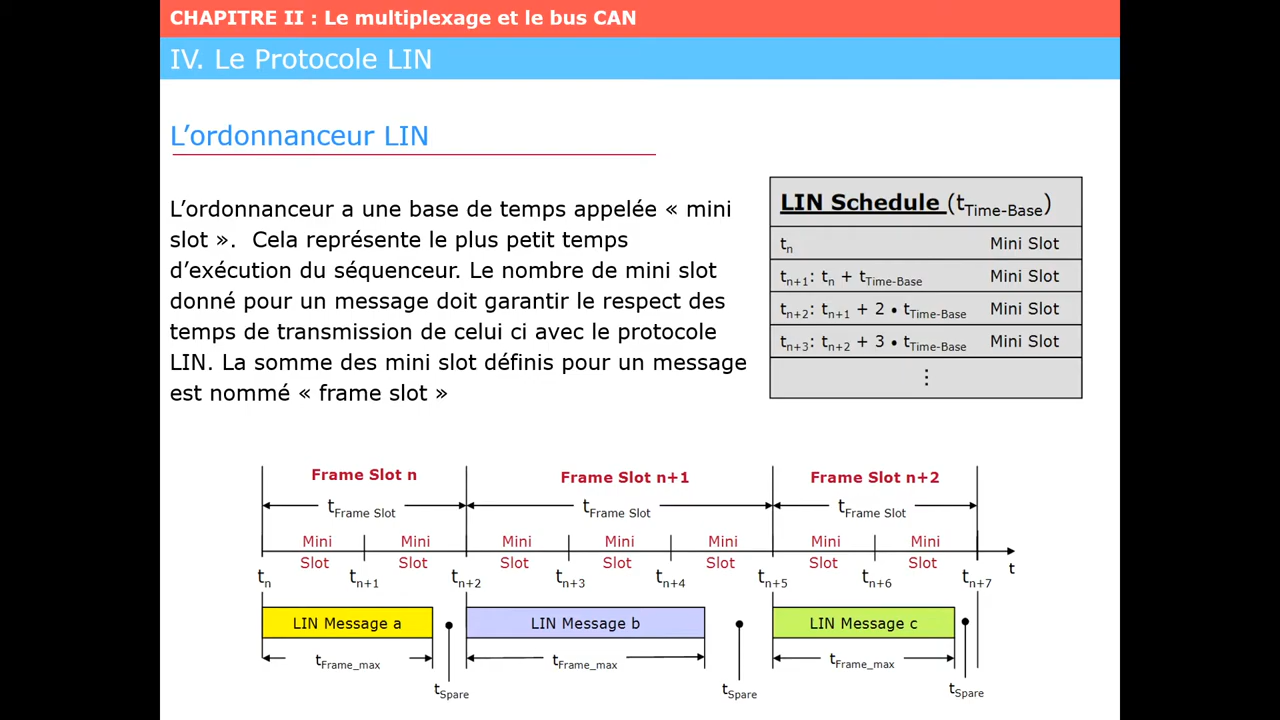 CHAPITRE II : Le multiplexage et le bus CAN
IV. Le Protocole LIN
L’ordonnanceur LIN
L’ordonnanceur a une base de temps appelée « mini
slot ».  Cela représente le plus petit temps
d’exécution du séquenceur. Le nombre de mini slot
donné pour un message doit garantir le respect des
temps de transmission de celui ci avec le protocole
LIN. La somme des mini slot définis pour un message
est nommé « frame slot »
LIN Schedule (tTime-Base)
tn Mini Slot
tn+1: tn + tTime-Base Mini Slot
tn+2: tn+1 + 2 • tTime-Base Mini Slot
tn+3: tn+2 + 3 • tTime-Base Mini Slot
⋮
Frame Slot n Frame Slot n+1 Frame Slot n+2
tFrame Slot tFrame Slot tFrame Slot
Mini Mini Mini Mini Mini Mini Mini
Slot Slot Slot Slot Slot Slot Slot
t
tn tn+1 tn+2 tn+3 tn+4 tn+5 tn+6 tn+7
LIN Message a LIN Message b LIN Message c
tFrame_max tFrame_max tFrame_max
tSpare tSpare tSpare